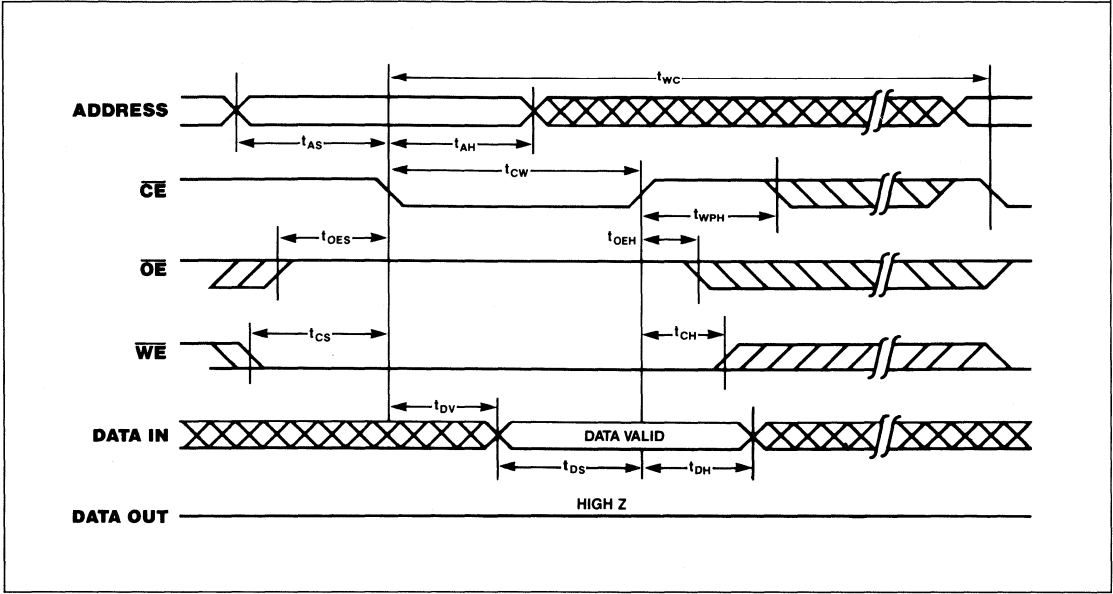 tWC
ADDRESS
tAS
tAH
tCW
CE
tWPH
tOES
tOEH
OE
tCS
tCH
WE
tDV
DATA IN
DATA VALID
tDS
tDH
HIGH Z
DATA OUT